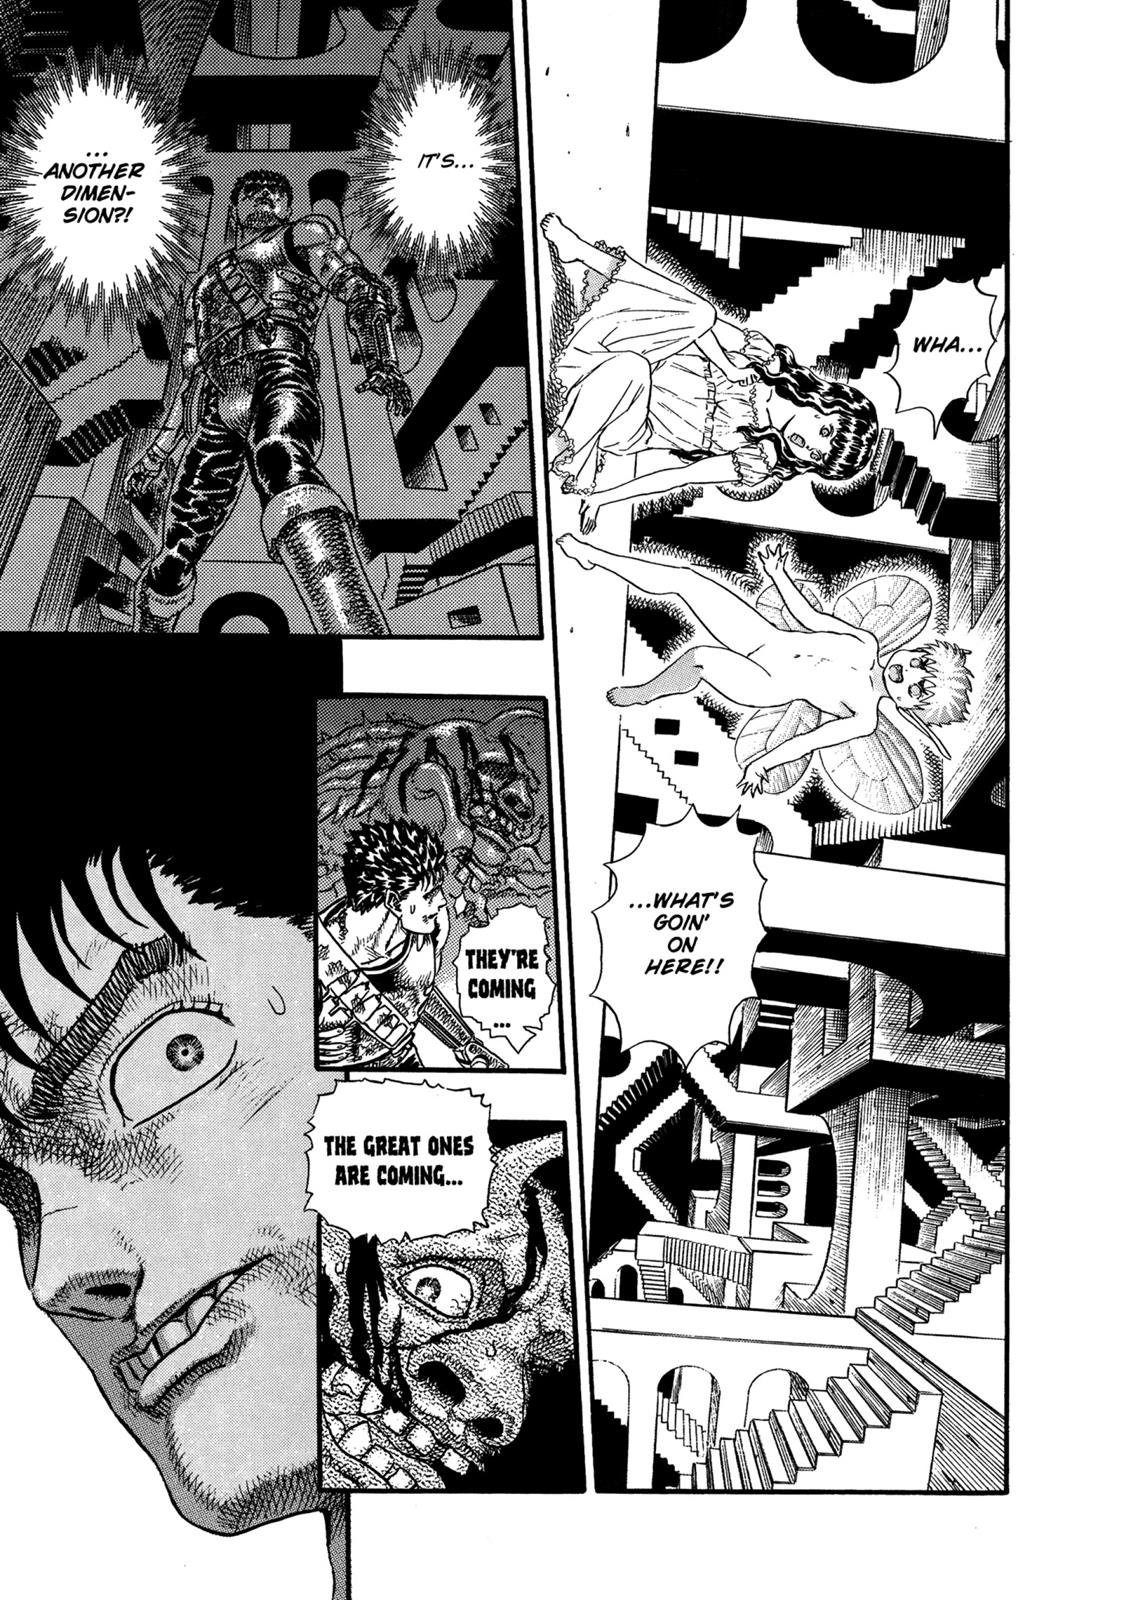 WHA...
...WHAT'S
GOIN'
ON
HERE!!
IT'S...
...
ANOTHER
DIMEN-
SION?!
THEY'RE
COMING
...
THE GREAT ONES
ARE COMING...